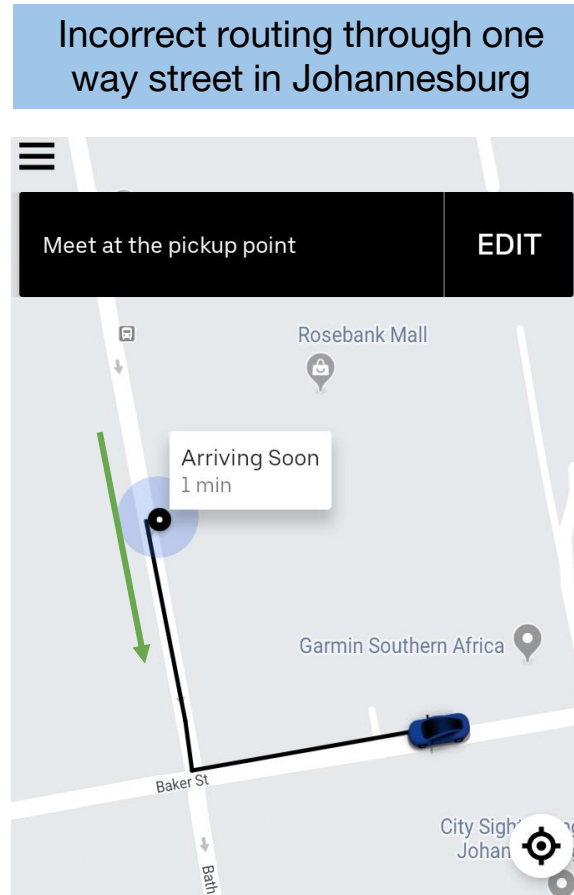 Incorrect routing through one
way street in Johannesburg
Meet at the pickup point
EDIT
Rosebank Mall
Arriving Soon
1 min
Garmin Southern Africa
Baker St
City Sigh
Johan
Bath